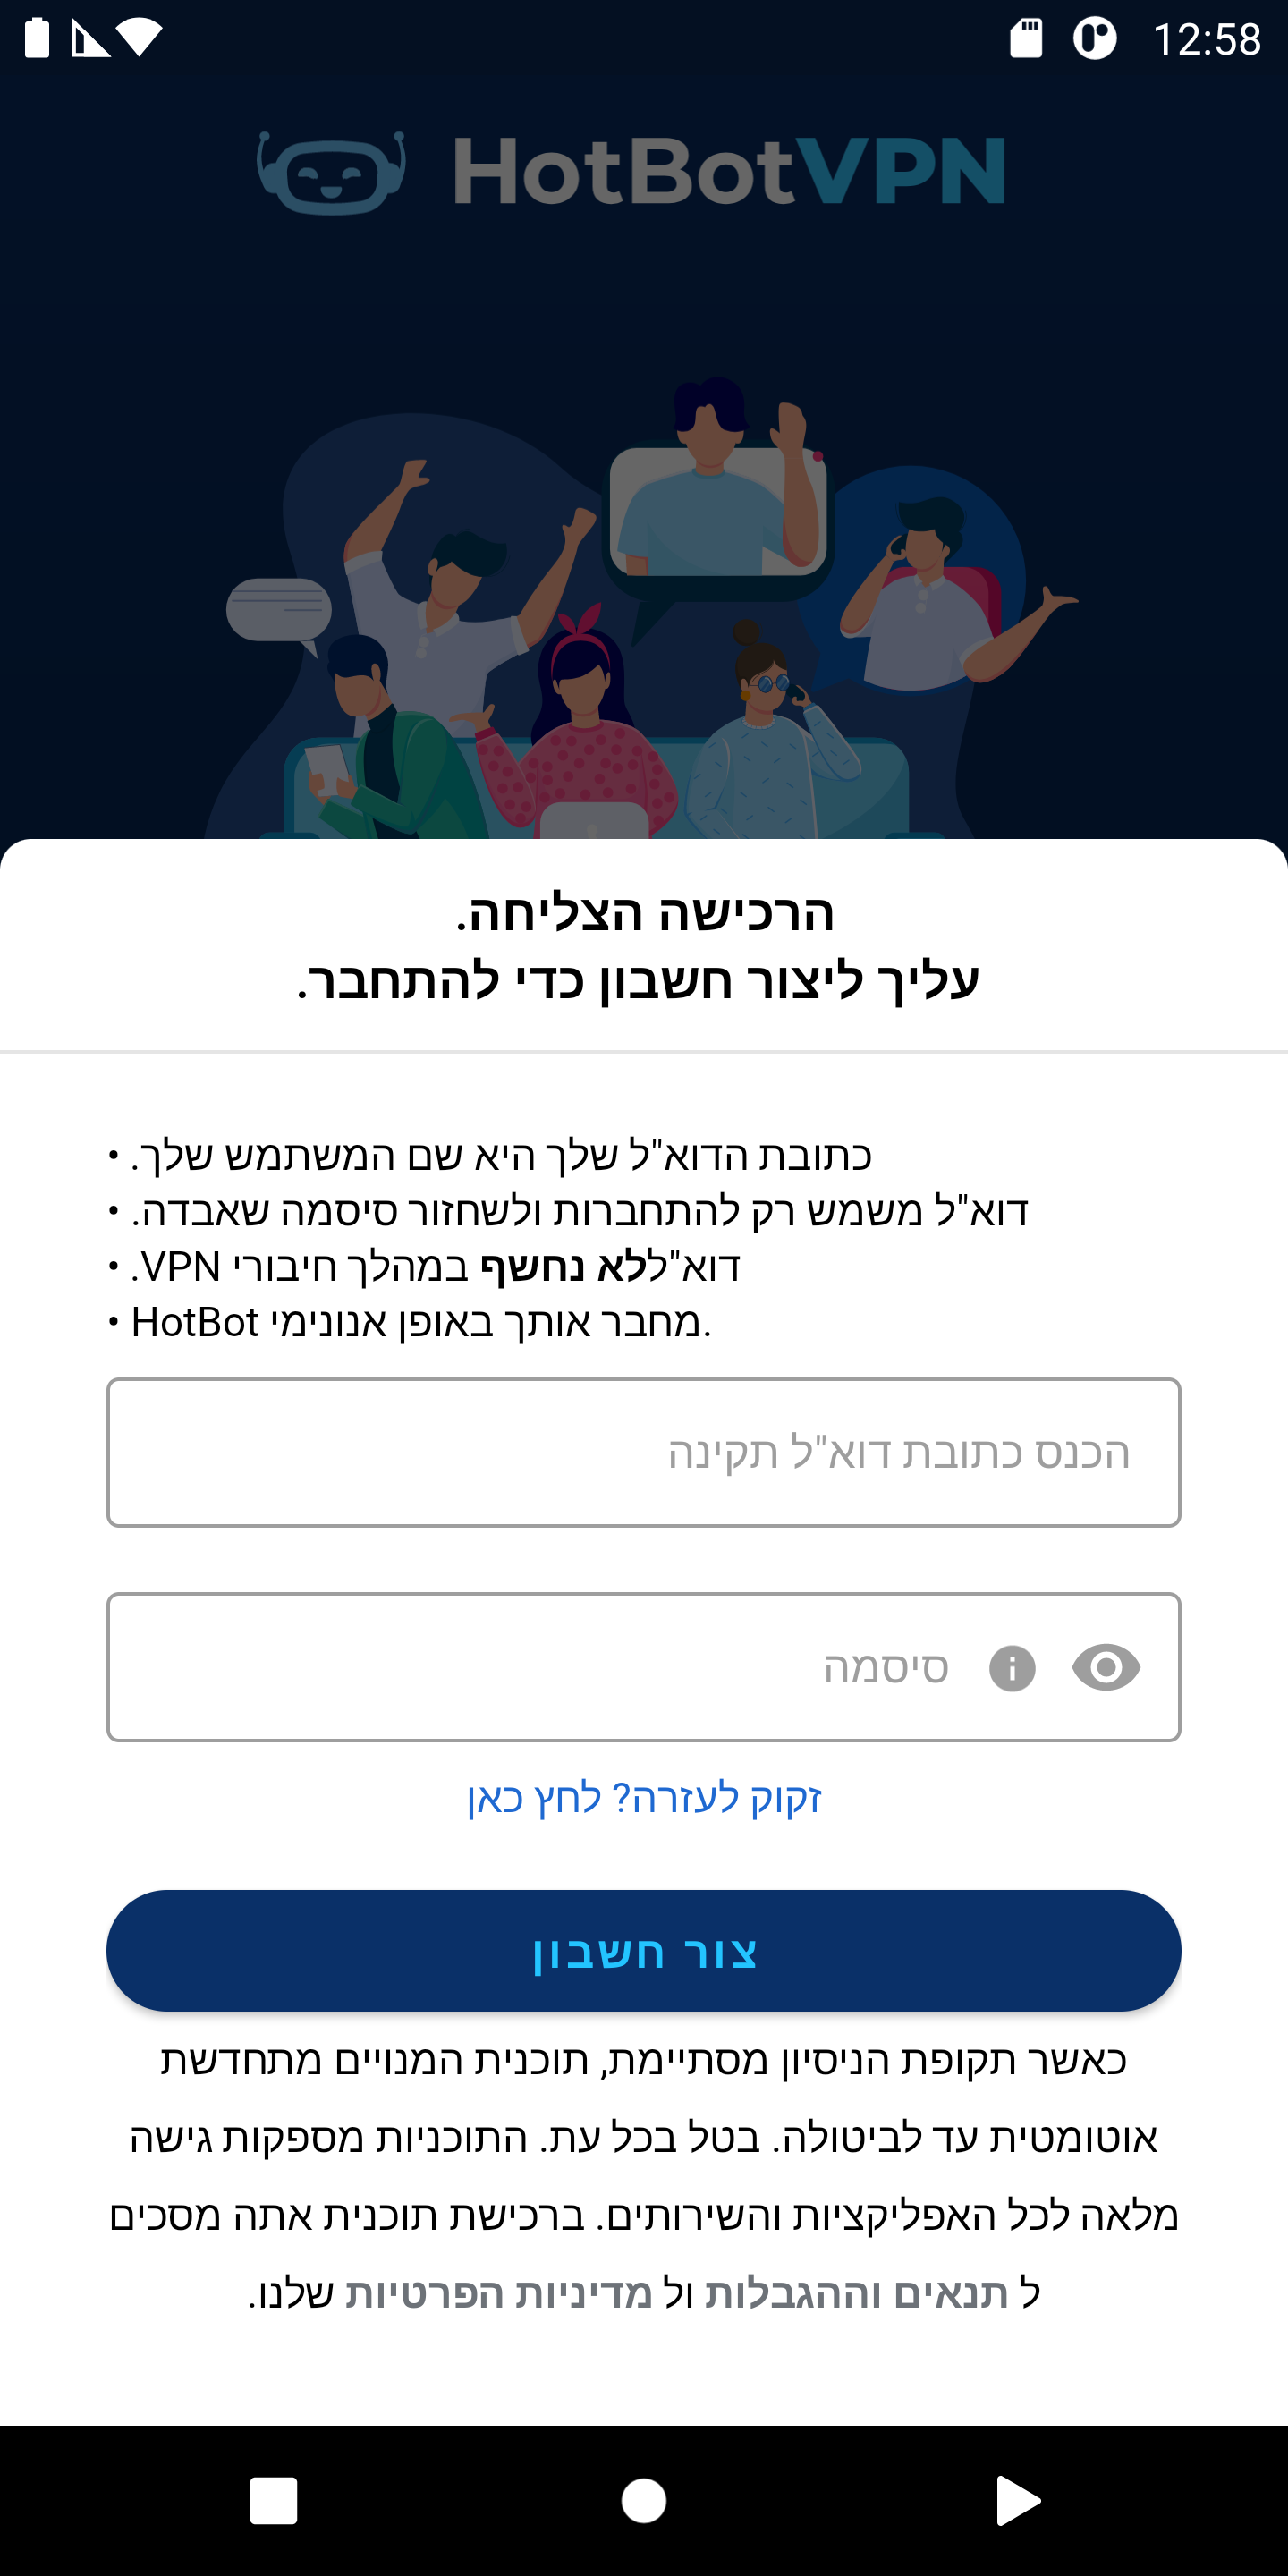 12:58
HotBotVPN
הרכישה הצליחה.
עליך ליצור חשבון כדי להתחבר.
• כתובת הדוא"ל שלך היא שם המשתמש שלך.
• דוא"ל משמש רק להתחברות ולשחזור סיסמה שאבדה.
• דוא"ללא נחשף במהלך חיבורי VPN.
• HotBot מחבר אותך באופן אנונימי.
הכנס כתובת דוא"ל תקינה
סיסמה
זקוק לעזרה? לחץ כאן
צור חשבון
כאשר תקופת הניסיון מסתיימת, תוכנית המנויים מתחדשת
אוטומטית עד לביטולה. בטל בכל עת. התוכניות מספקות גישה
מלאה לכל האפליקציות והשירותים. ברכישת תוכנית אתה מסכים
ל תנאים וההגבלות ול מדיניות הפרטיות שלנו.